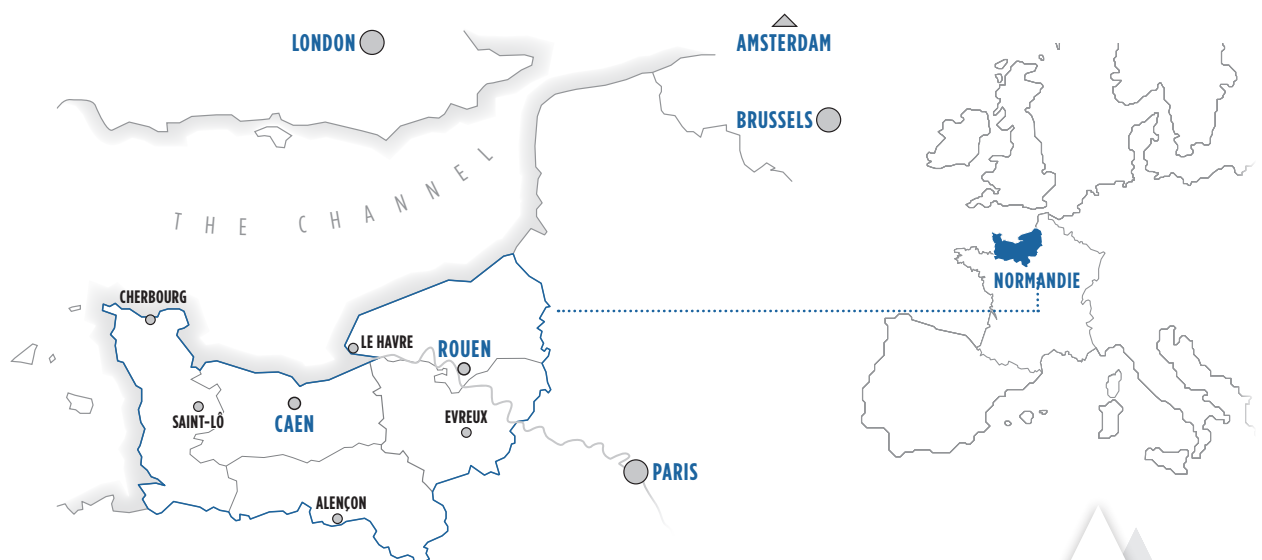 LONDON
AMSTERDAM
BRUSSELS
THE CHANNEL
NORMANDIE
CHERBOURG
LE HAVRE
ROUEN
SAINT-LÔ
CAEN
EVREUX
PARIS
ALENÇON